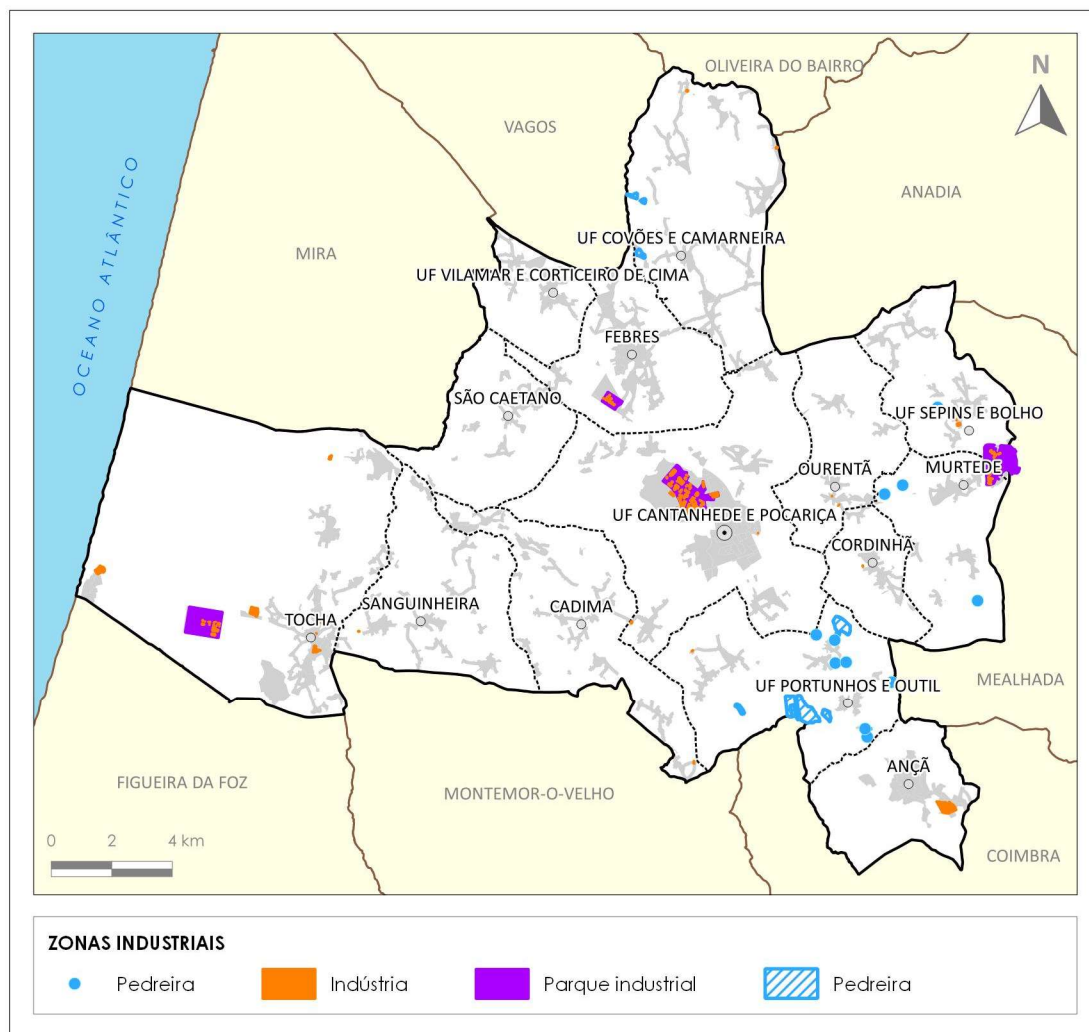 OLIVEIRA DO BAIRRO
N
VAGOS
ANADIA
OCEANO ATLÂNTICO
MIRA
UF COVÕES E CAMARNEIRA
UF VILAMAR E CORTICEIRO DE CIMA
FEBRES
SÃO CAETANO
UF SEPINS E BOLHO
OURENTÃ
MURTEDE
UF CANTANHEDE E POCARIÇA
CORDINHÃ
SANGUINHEIRA
CADIMA
TOCHA
MEALHADA
UF PORTUNHOS E OUTIL
ANÇÃ
FIGUEIRA DA FOZ
MONTEMOR-O-VELHO
0 2 4 km
COIMBRA
ZONAS INDUSTRIAIS
Pedreira Indústria Parque industrial Pedreira